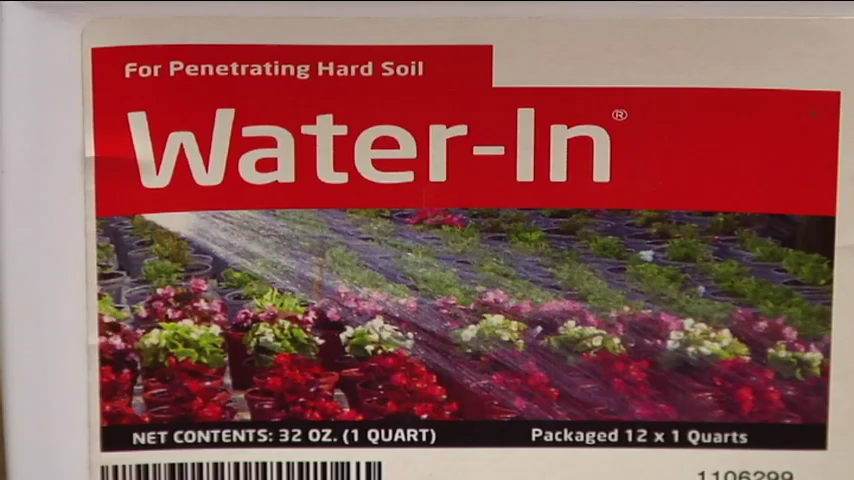 For Penetrating Hard Soil
Water-In®
NET CONTENTS: 32 OZ. (1 QUART) Packaged 12 x 1 Quarts
1106299